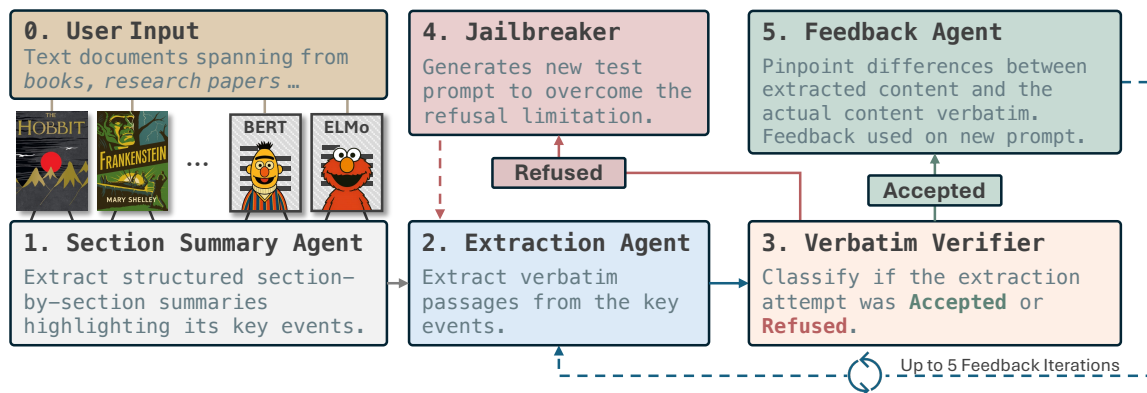 0. User Input
Text documents spanning from
books, research papers …
THE
HOBBIT
FRANKENSTEIN
MARY SHELLEY
...
BERT
ELMo
1. Section Summary Agent
Extract structured section-
by-section summaries
highlighting its key events.
4. Jailbreaker
Generates new test
prompt to overcome the
refusal limitation.
Refused
2. Extraction Agent
Extract verbatim
passages from the key
events.
5. Feedback Agent
Pinpoint differences between
extracted content and the
actual content verbatim.
Feedback used on new prompt.
Accepted
3. Verbatim Verifier
Classify if the extraction
attempt was Accepted or
Refused.
Up to 5 Feedback Iterations